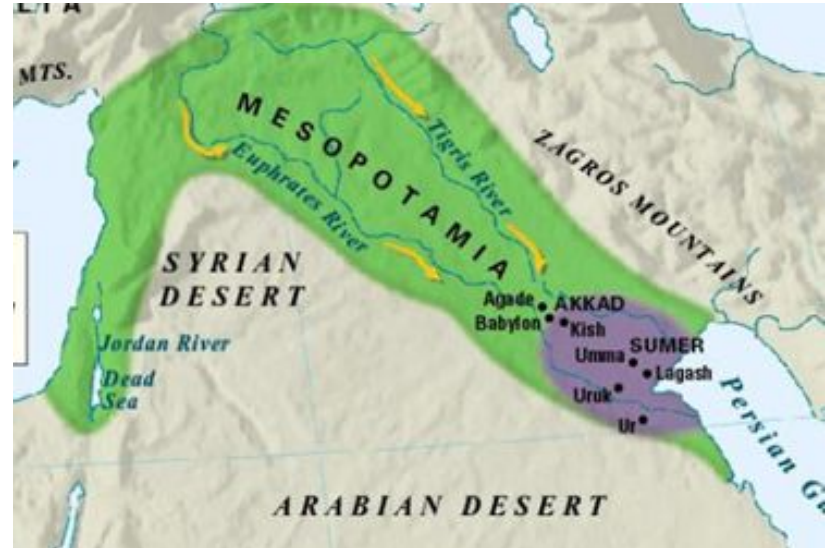 MTS.
MESOPOTAMIA
Tigris River
Euphrates River
ZAGROS MOUNTAINS
SYRIAN
DESERT
Agade
AKKAD
Babylon
Kish
Umma
SUMER
Lagash
Uruk
Ur
Jordan River
Dead
Sea
Persian Gu
ARABIAN DESERT